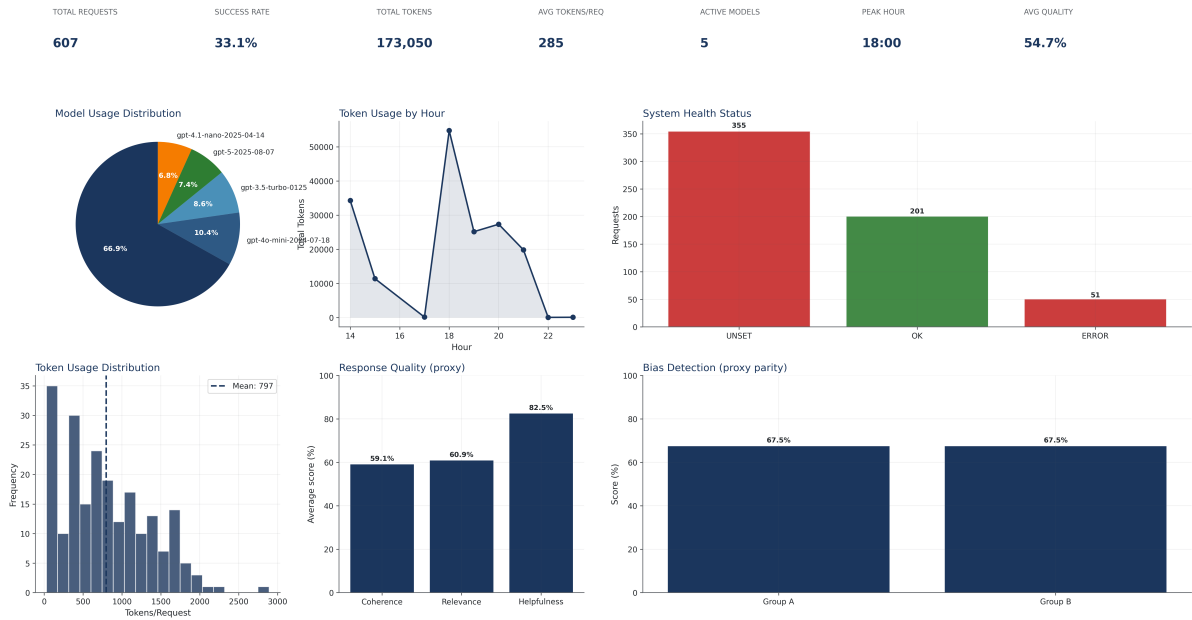 TOTAL REQUESTS
SUCCESS RATE
TOTAL TOKENS
AVG TOKENS/REQ
ACTIVE MODELS
PEAK HOUR
AVG QUALITY
607
33.1%
173,050
285
5
18:00
54.7%
Model Usage Distribution
gpt-4.1-nano-2025-04-14
gpt-5-2025-08-07
gpt-3.5-turbo-0125
gpt-4o-mini-2024-07-18
6.8%
7.4%
8.6%
10.4%
66.9%
Token Usage by Hour
Total Tokens
50000
40000
30000
20000
10000
0
14
16
18
20
22
Hour
System Health Status
Requests
350
300
250
200
150
100
50
0
355
201
51
UNSET
OK
ERROR
Token Usage Distribution
Mean: 797
Frequency
35
30
25
20
15
10
5
0
0
500
1000
1500
2000
2500
3000
Tokens/Request
Response Quality (proxy)
Average score (%)
100
80
60
40
20
0
59.1%
60.9%
82.5%
Coherence
Relevance
Helpfulness
Bias Detection (proxy parity)
Score (%)
100
80
60
40
20
0
67.5%
67.5%
Group A
Group B